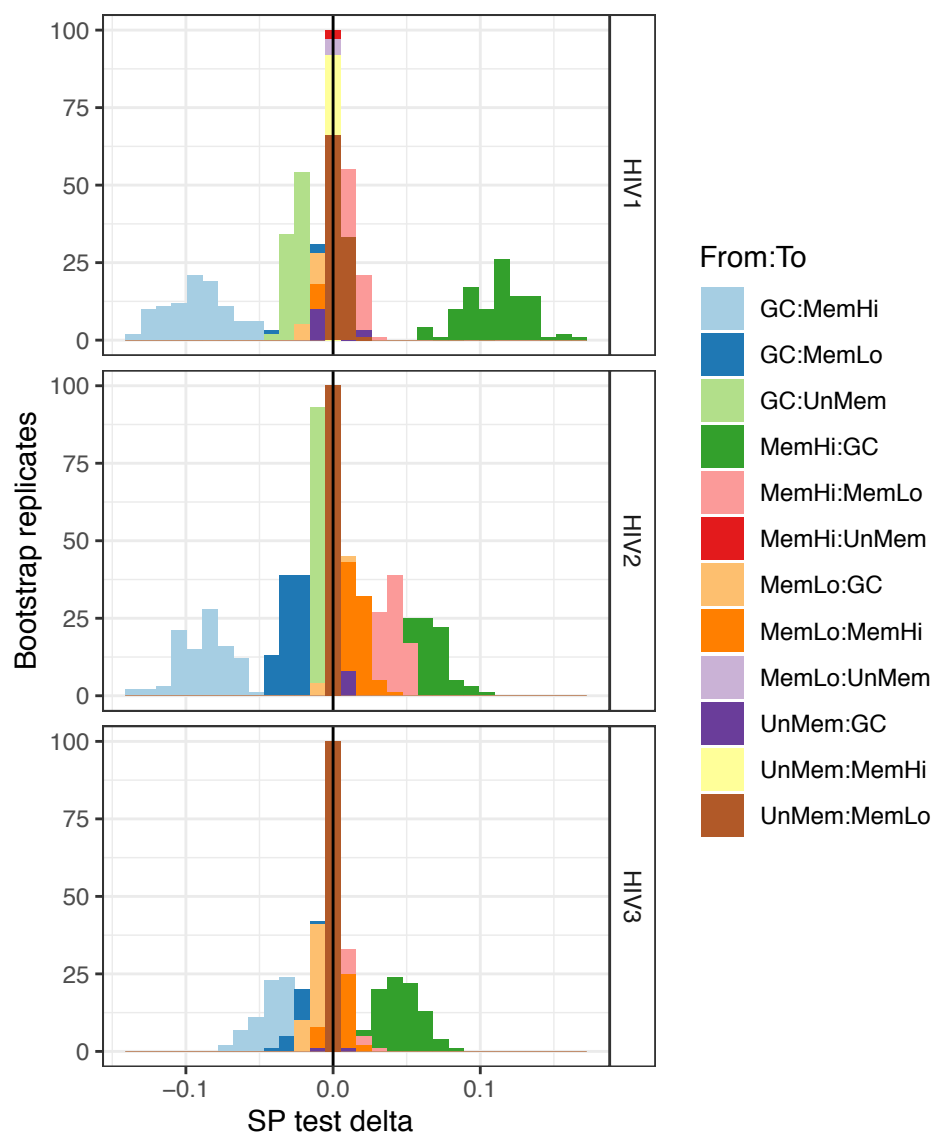 Bootstrap replicates
100
75
50
25
0
HIV1
100
75
50
25
0
HIV2
100
75
50
25
0
HIV3
−0.1
0.0
0.1
SP test delta
From:To
GC:MemHi
GC:MemLo
GC:UnMem
MemHi:GC
MemHi:MemLo
MemHi:UnMem
MemLo:GC
MemLo:MemHi
MemLo:UnMem
UnMem:GC
UnMem:MemHi
UnMem:MemLo